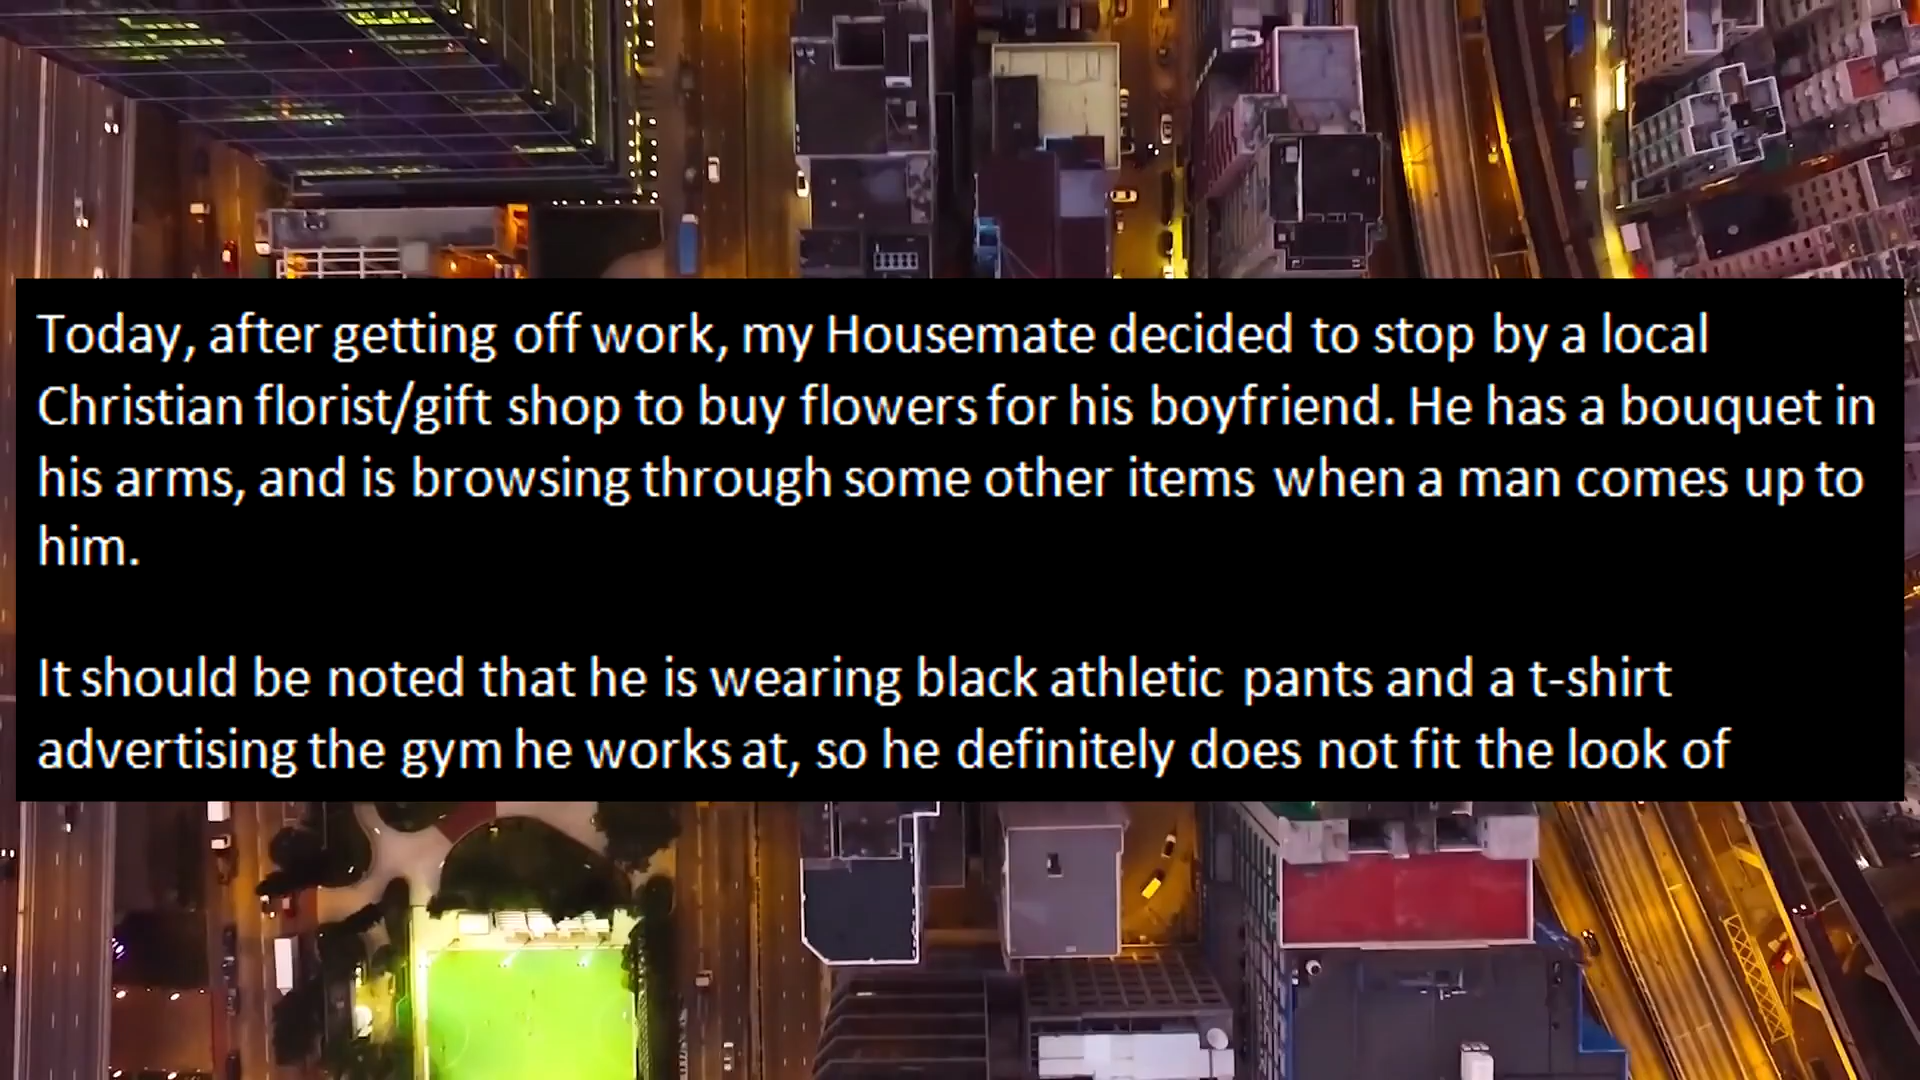 Today, after getting off work, my Housemate decided to stop by a local
Christian florist/gift shop to buy flowers for his boyfriend. He has a bouquet in
his arms, and is browsing through some other items when a man comes up to
him.
It should be noted that he is wearing black athletic pants and a t-shirt
advertising the gym he works at, so he definitely does not fit the look of